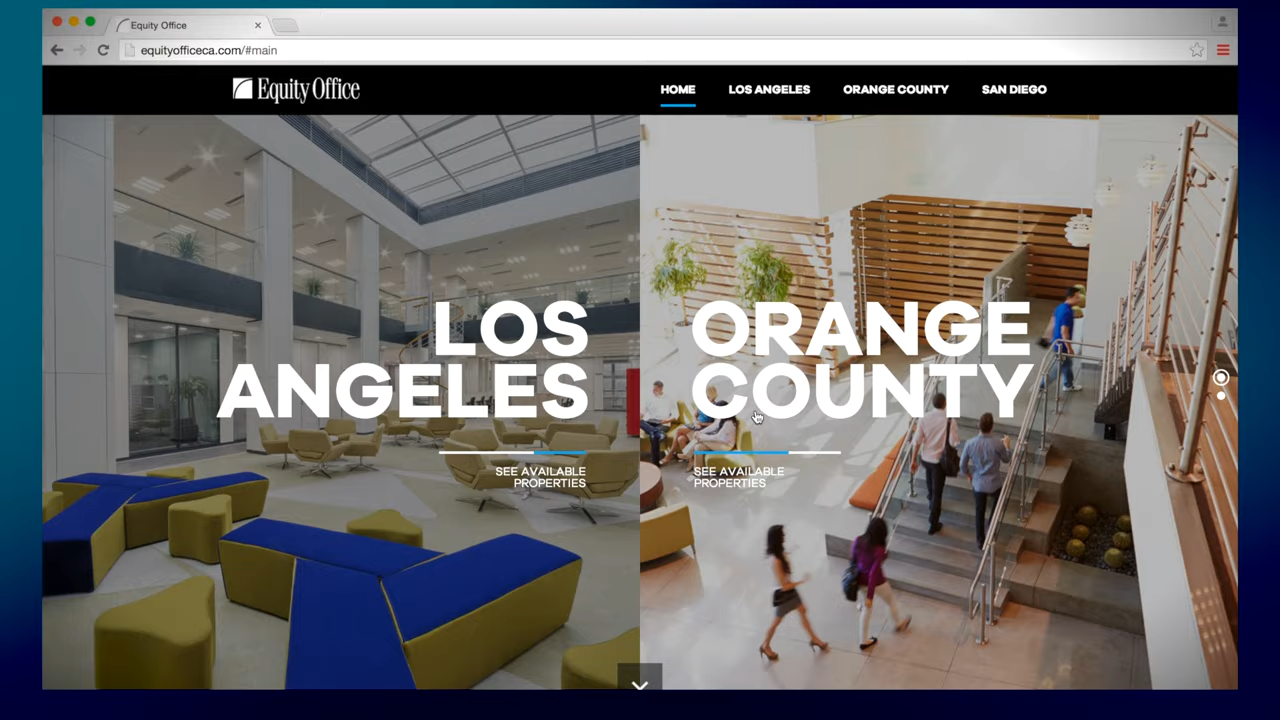 Equity Office
equityofficeca.com/#main
Equity Office
HOME
LOS ANGELES
ORANGE COUNTY
SAN DIEGO
LOS
ANGELES
SEE AVAILABLE
PROPERTIES
ORANGE
COUNTY
SEE AVAILABLE
PROPERTIES